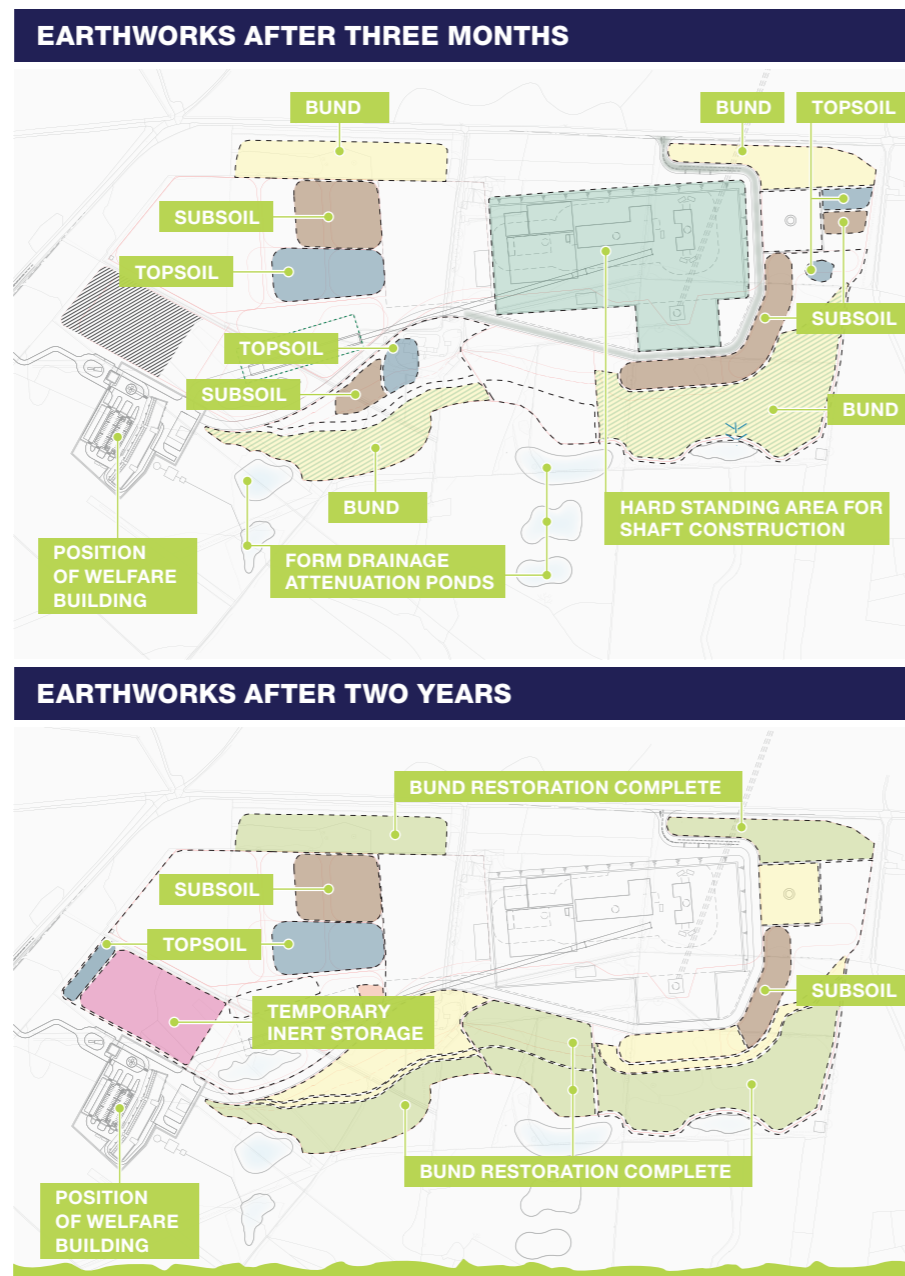 EARTHWORKS AFTER THREE MONTHS
BUND
BUND
TOPSOIL
SUBSOIL
TOPSOIL
SUBSOIL
TOPSOIL
SUBSOIL
BUND
BUND
HARD STANDING AREA FOR
SHAFT CONSTRUCTION
POSITION
OF WELFARE
BUILDING
FORM DRAINAGE
ATTENUATION PONDS
EARTHWORKS AFTER TWO YEARS
BUND RESTORATION COMPLETE
SUBSOIL
TOPSOIL
SUBSOIL
TEMPORARY
INERT STORAGE
BUND RESTORATION COMPLETE
POSITION
OF WELFARE
BUILDING